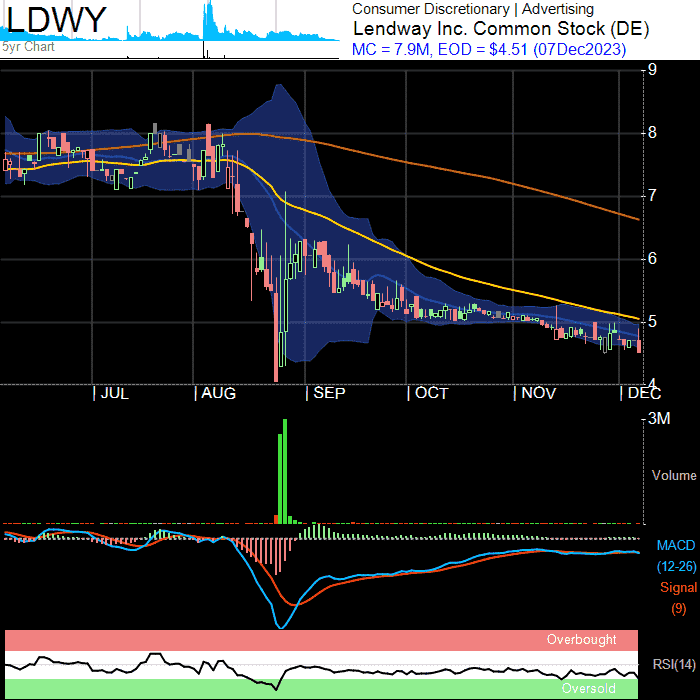 LDWY
5yr Chart
Consumer Discretionary | Advertising
Lendway Inc. Common Stock (DE)
MC = 7.9M, EOD = $4.51 (07Dec2023)
9
8
7
6
5
4
| JUL | AUG | SEP | OCT | NOV | DEC
3M
Volume
MACD
(12-26)
Signal
(9)
Overbought
RSI(14)
Oversold